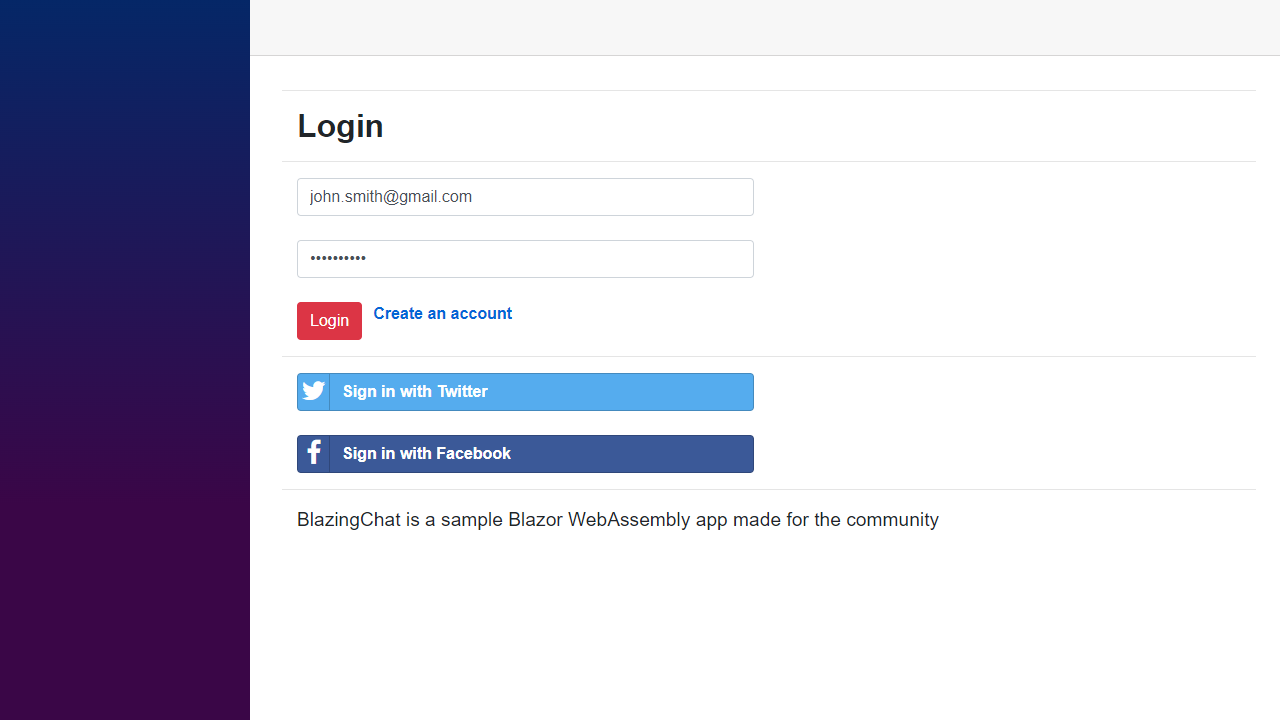 Login
john.smith@gmail.com
••••••••••
Login Create an account
Sign in with Twitter
Sign in with Facebook
BlazingChat is a sample Blazor WebAssembly app made for the community